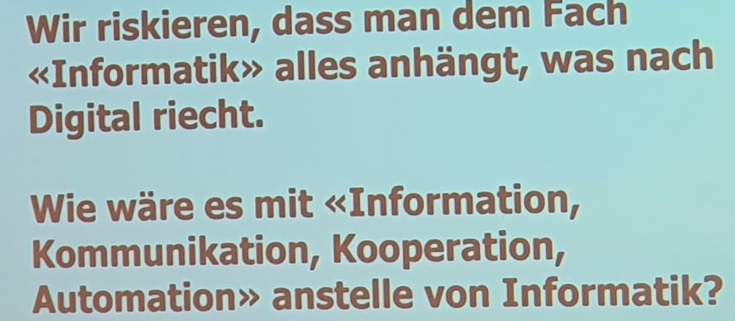 Wir riskieren, dass man dem Fach
«Informatik» alles anhängt, was nach
Digital riecht.
Wie wäre es mit «Information,
Kommunikation, Kooperation,
Automation» anstelle von Informatik?